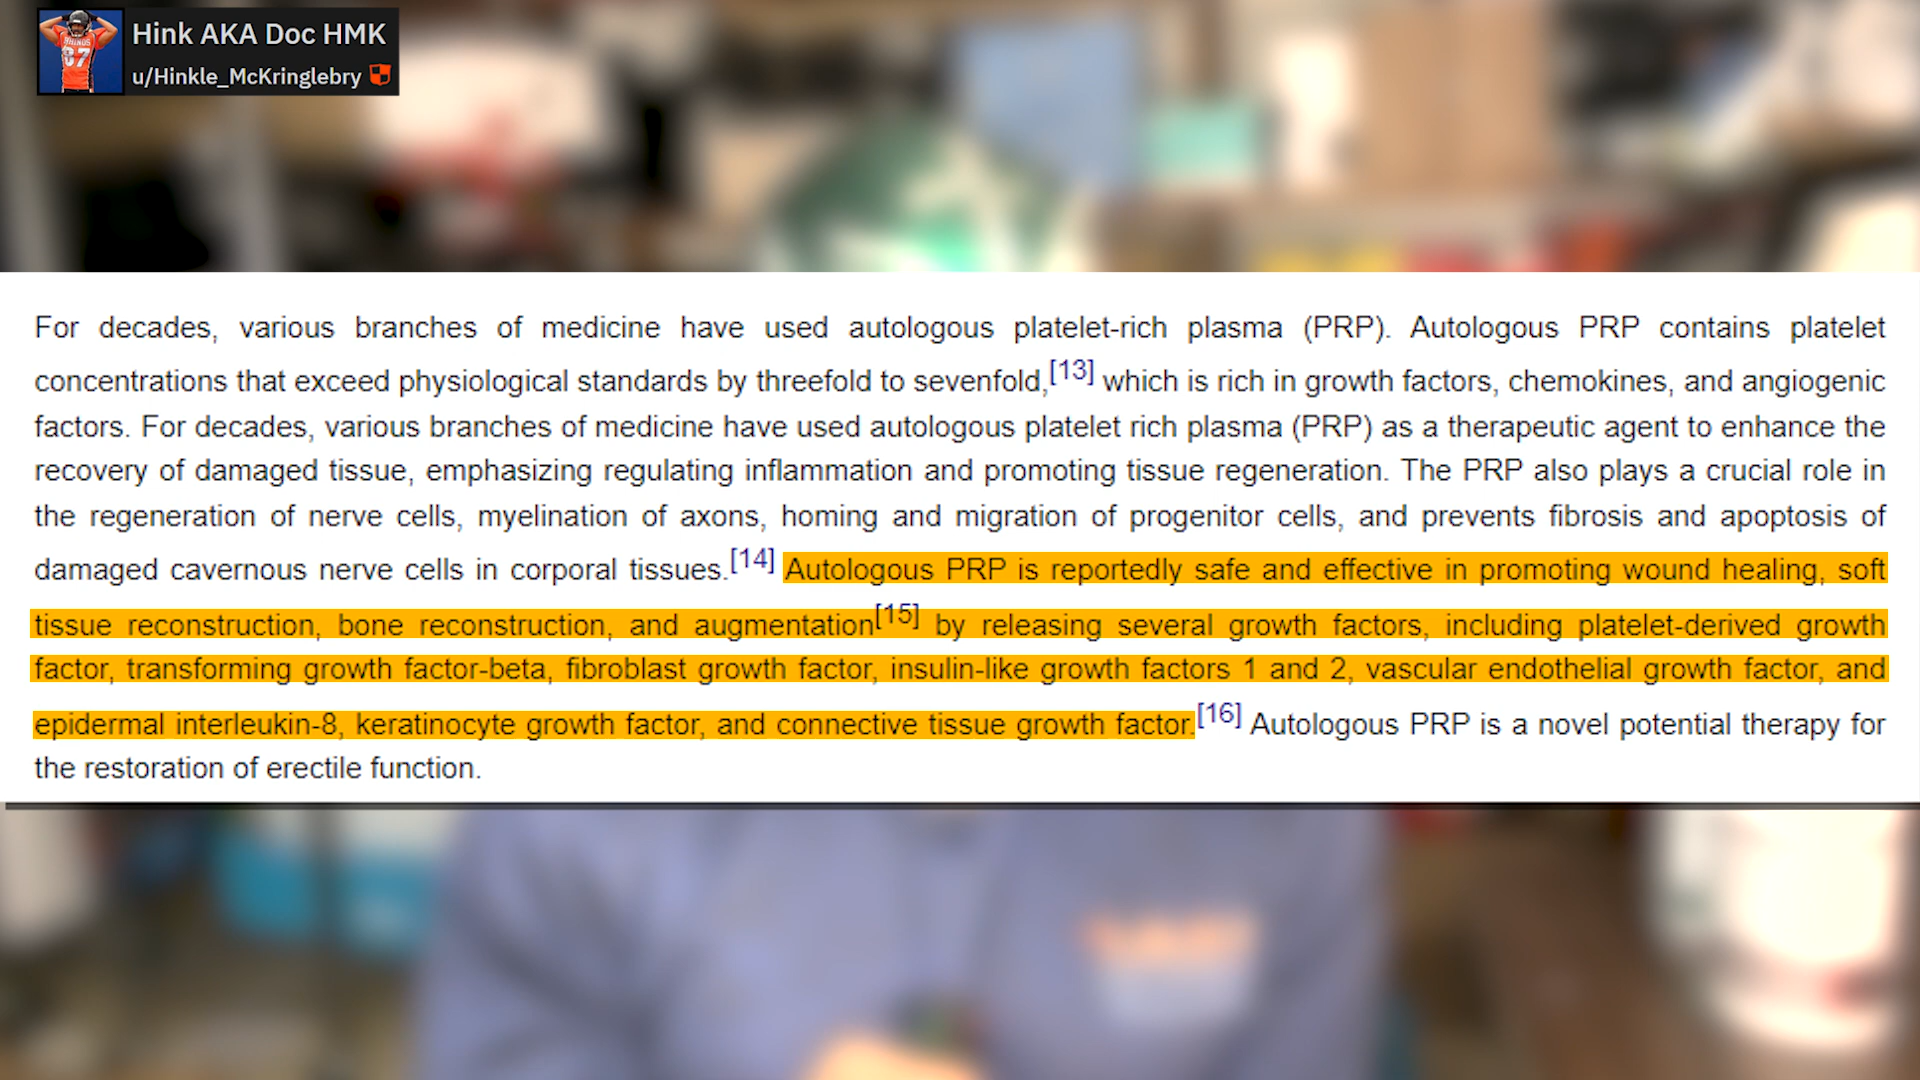 Hink AKA Doc HMK
u/Hinkle_McKringlebry
For decades, various branches of medicine have used autologous platelet-rich plasma (PRP). Autologous PRP contains platelet
concentrations that exceed physiological standards by threefold to sevenfold,[13] which is rich in growth factors, chemokines, and angiogenic
factors. For decades, various branches of medicine have used autologous platelet rich plasma (PRP) as a therapeutic agent to enhance the
recovery of damaged tissue, emphasizing regulating inflammation and promoting tissue regeneration. The PRP also plays a crucial role in
the regeneration of nerve cells, myelination of axons, homing and migration of progenitor cells, and prevents fibrosis and apoptosis of
damaged cavernous nerve cells in corporal tissues.[14] Autologous PRP is reportedly safe and effective in promoting wound healing, soft
tissue reconstruction, bone reconstruction, and augmentation[15] by releasing several growth factors, including platelet-derived growth
factor, transforming growth factor-beta, fibroblast growth factor, insulin-like growth factors 1 and 2, vascular endothelial growth factor, and
epidermal interleukin-8, keratinocyte growth factor, and connective tissue growth factor.[16] Autologous PRP is a novel potential therapy for
the restoration of erectile function.